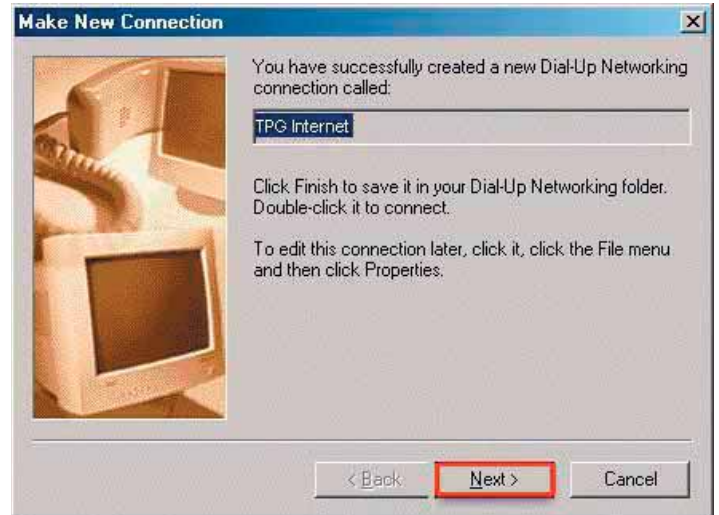 Make New Connection
You have successfully created a new Dial-Up Networking
connection called:
TPG Internet
Click Finish to save it in your Dial-Up Networking folder.
Double-click it to connect.
To edit this connection later, click it, click the File menu
and then click Properties.
< Back
Next >
Cancel